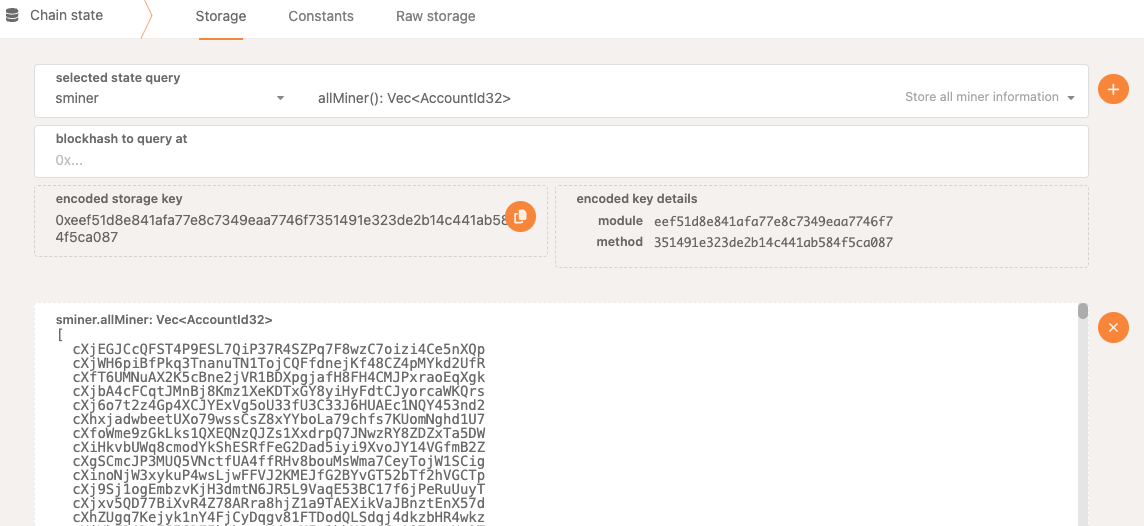 Chain state
Storage
Constants
Raw storage
selected state query
sminer
allMiner(): Vec<AccountId32>
Store all miner information
blockhash to query at
0x...
encoded storage key
0xeef51d8e841afa77e8c7349eaa7746f7351491e323de2b14c441ab58
4f5ca087
encoded key details
module eef51d8e841afa77e8c7349eaa7746f7
method 351491e323de2b14c441ab584f5ca087
sminer.allMiner: Vec<AccountId32>
[
cXjEGJCcQFST4P9ESL7QiP37R4SZPq7F8wzC7oizi4Ce5nXQp
cXjWH6piBfPkq3TnanuTN1TojCQFfdnejKf48CZ4pMYkd2UfR
cXfT6UMNuAX2K5cBne2jVR1BDXpgjafH8FH4CMJPxraoEqXgk
cXjbA4cFCqtJMnBj8Kmz1XeKDTxGY8yiHyFdtCJyorcaWKQrs
cXj6o7t2z4Gp4XCJYExVg5oU33fU3C33J6HUAEc1NQY453nd2
cXhxjadwbeetUXo79wssCsZ8xYYboLa79chfs7KUomNghd1U7
cXfoWme9zGkLks1QXEQNzQJZs1XxdrpQ7JNwzRY8ZDZxTa5DW
cXiHkvbUWq8cmodYkShESRfFeG2Dad5iyi9XvoJY14VGfmB2Z
cXgSCmcJP3MUQ5VNctfUA4ffRHv8bouMsWma7CeyTojW1SCig
cXinoNjW3xykuP4wsLjwFFVJ2KMEJfG2BYvGT52bTf2hVGCTp
cXj9Sj1ogEmbzvKjH3dmtN6JR5L9VaqE53BC17f6jPeRuUuyT
cXjxv5QD77BiXvR4Z78ARra8hjZ1a9TAEXikVaJBnztEnX57d
cXhZUgq7Kejyk1nY4FjCyDqgv81FTDodQLSdqj4dkzbHR4wkz